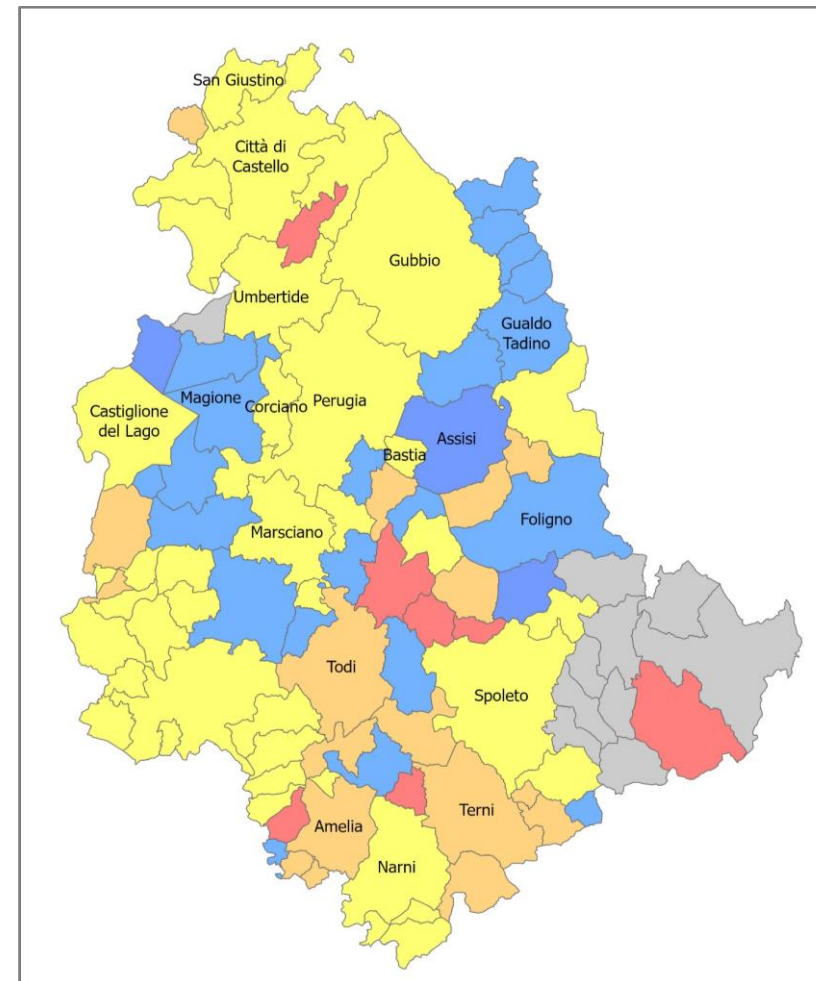 San Giustino
Città di
Castello
Gubbio
Umbertide
Gualdo
Tadino
Magione
Corciano
Perugia
Castiglione
del Lago
Assisi
Bastia
Foligno
Marsciano
Todi
Spoleto
Terni
Amelia
Narni